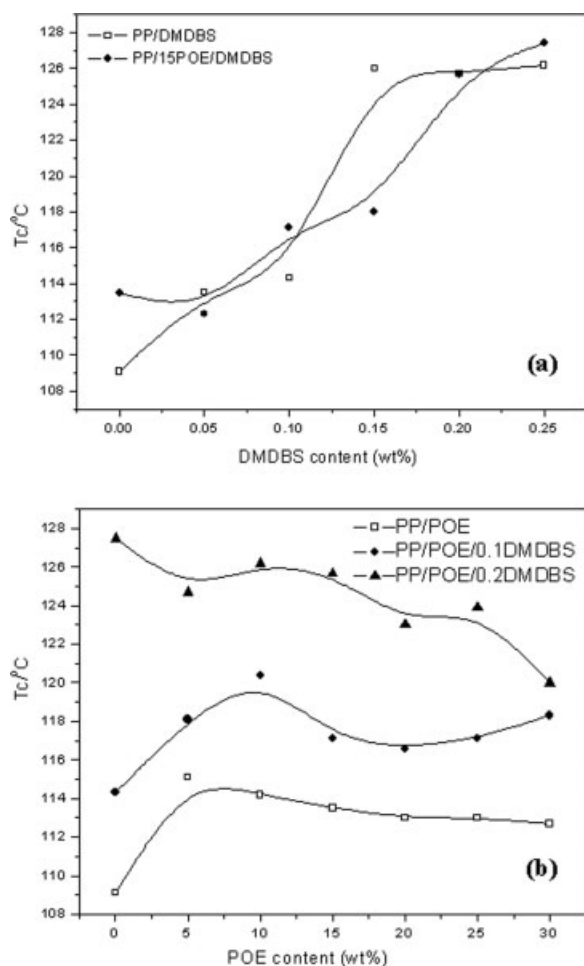 PP/DMDBS
PP/15POE/DMDBS
128
126
124
122
120
118
116
114
112
110
108
Tc/°C
(a)
0.00 0.05 0.10 0.15 0.20 0.25
DMDBS content (wt%)
PP/POE
PP/POE/0.1DMDBS
PP/POE/0.2DMDBS
128
126
124
122
120
118
116
114
112
110
108
Tc/°C
(b)
0 5 10 15 20 25 30
POE content (wt%)